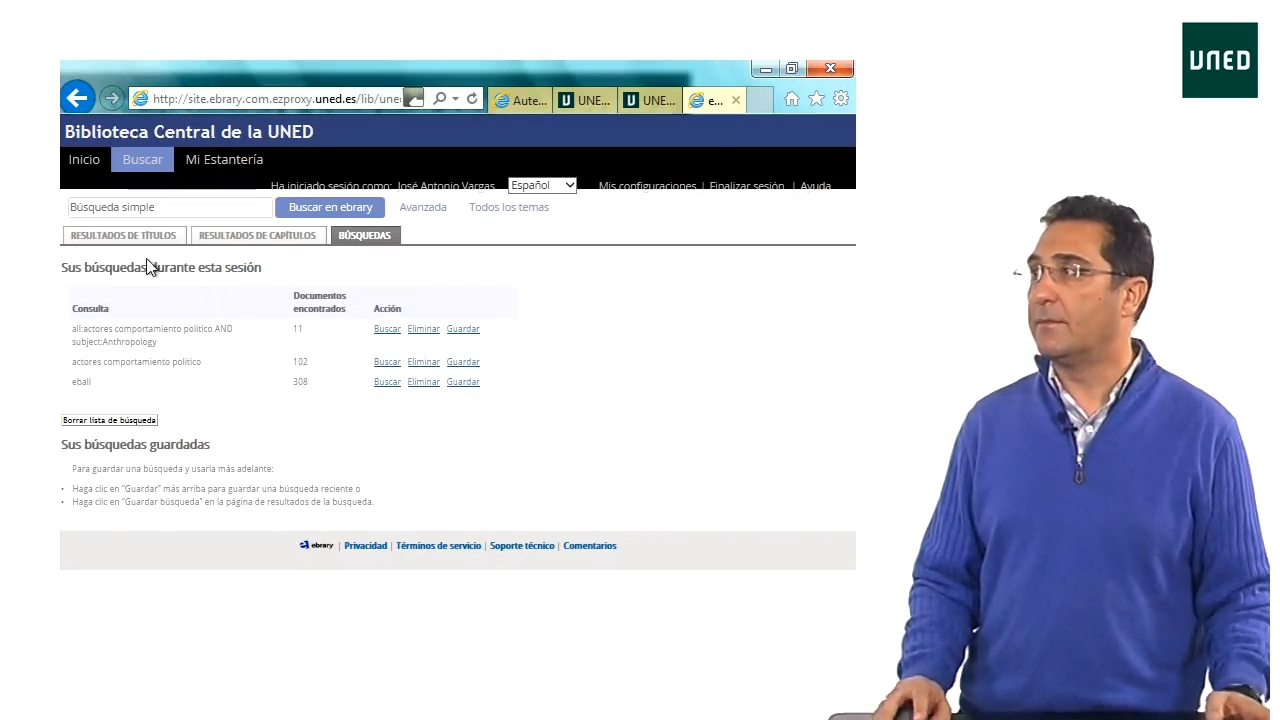 UNED
http://site.ebrary.com.ezproxy.uned.es/lib/une
Aute...
UNE...
UNE...
e...
Biblioteca Central de la UNED
Inicio
Buscar
Mi Estantería
Ha iniciado sesión como: José Antonio Vargas
Español
Mis configuraciones | Finalizar sesión | Ayuda
Búsqueda simple
Buscar en ebrary
Avanzada
Todos los temas
RESULTADOS DE TÍTULOS
RESULTADOS DE CAPÍTULOS
BÚSQUEDAS
Sus búsquedas durante esta sesión
Consulta
Documentos
encontrados
Acción
all:actores comportamiento politico AND
subject:Anthropology
11
Buscar Eliminar Guardar
actores comportamiento politico
102
Buscar Eliminar Guardar
eball
308
Buscar Eliminar Guardar
Borrar lista de búsqueda
Sus búsquedas guardadas
Para guardar una búsqueda y usarla más adelante:
• Haga clic en "Guardar" más arriba para guardar una búsqueda reciente o
• Haga clic en "Guardar búsqueda" en la página de resultados de la búsqueda.
ebrary | Privacidad | Términos de servicio | Soporte técnico | Comentarios